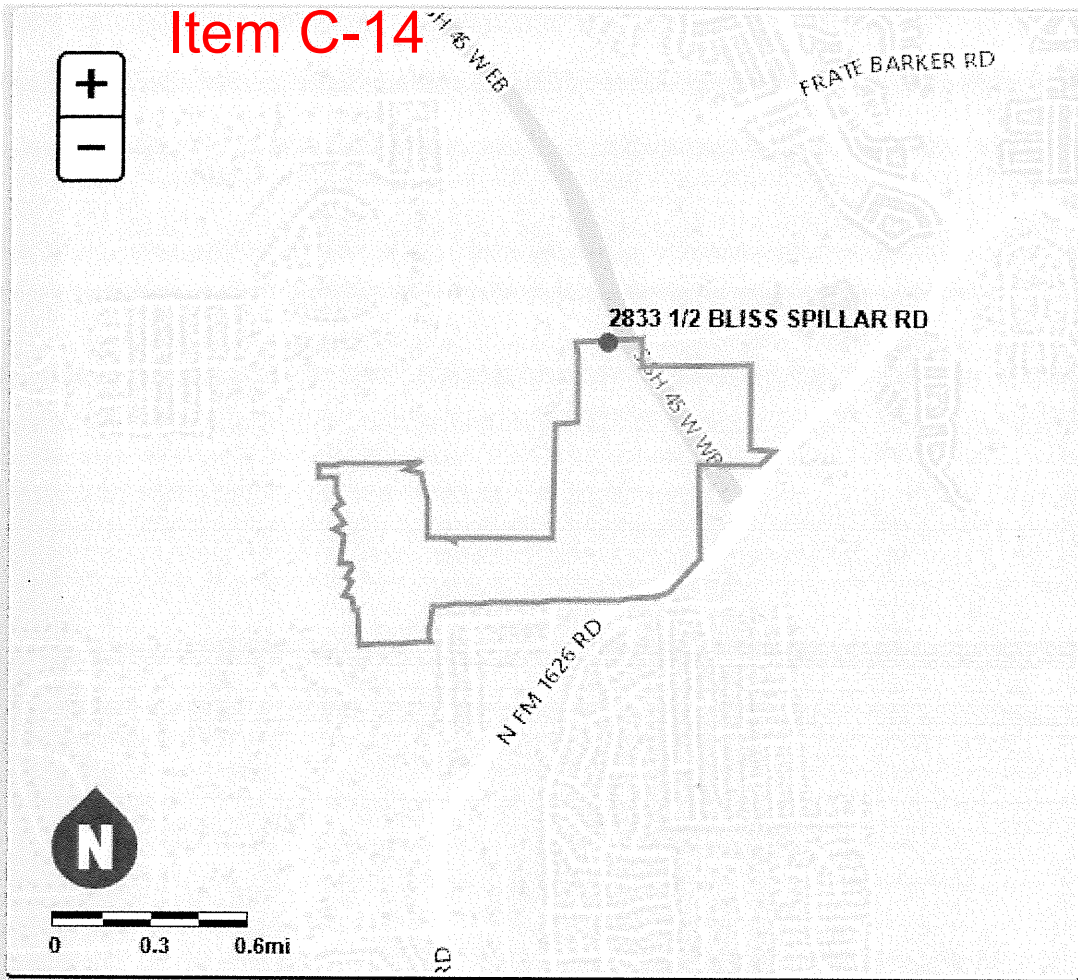 Item C-14
SH 45 W EB
FRATE BARKER RD
+
−
2833 1/2 BLISS SPILLAR RD
SH 45 W WB
N FM 1626 RD
N
0 0.3 0.6mi
RD